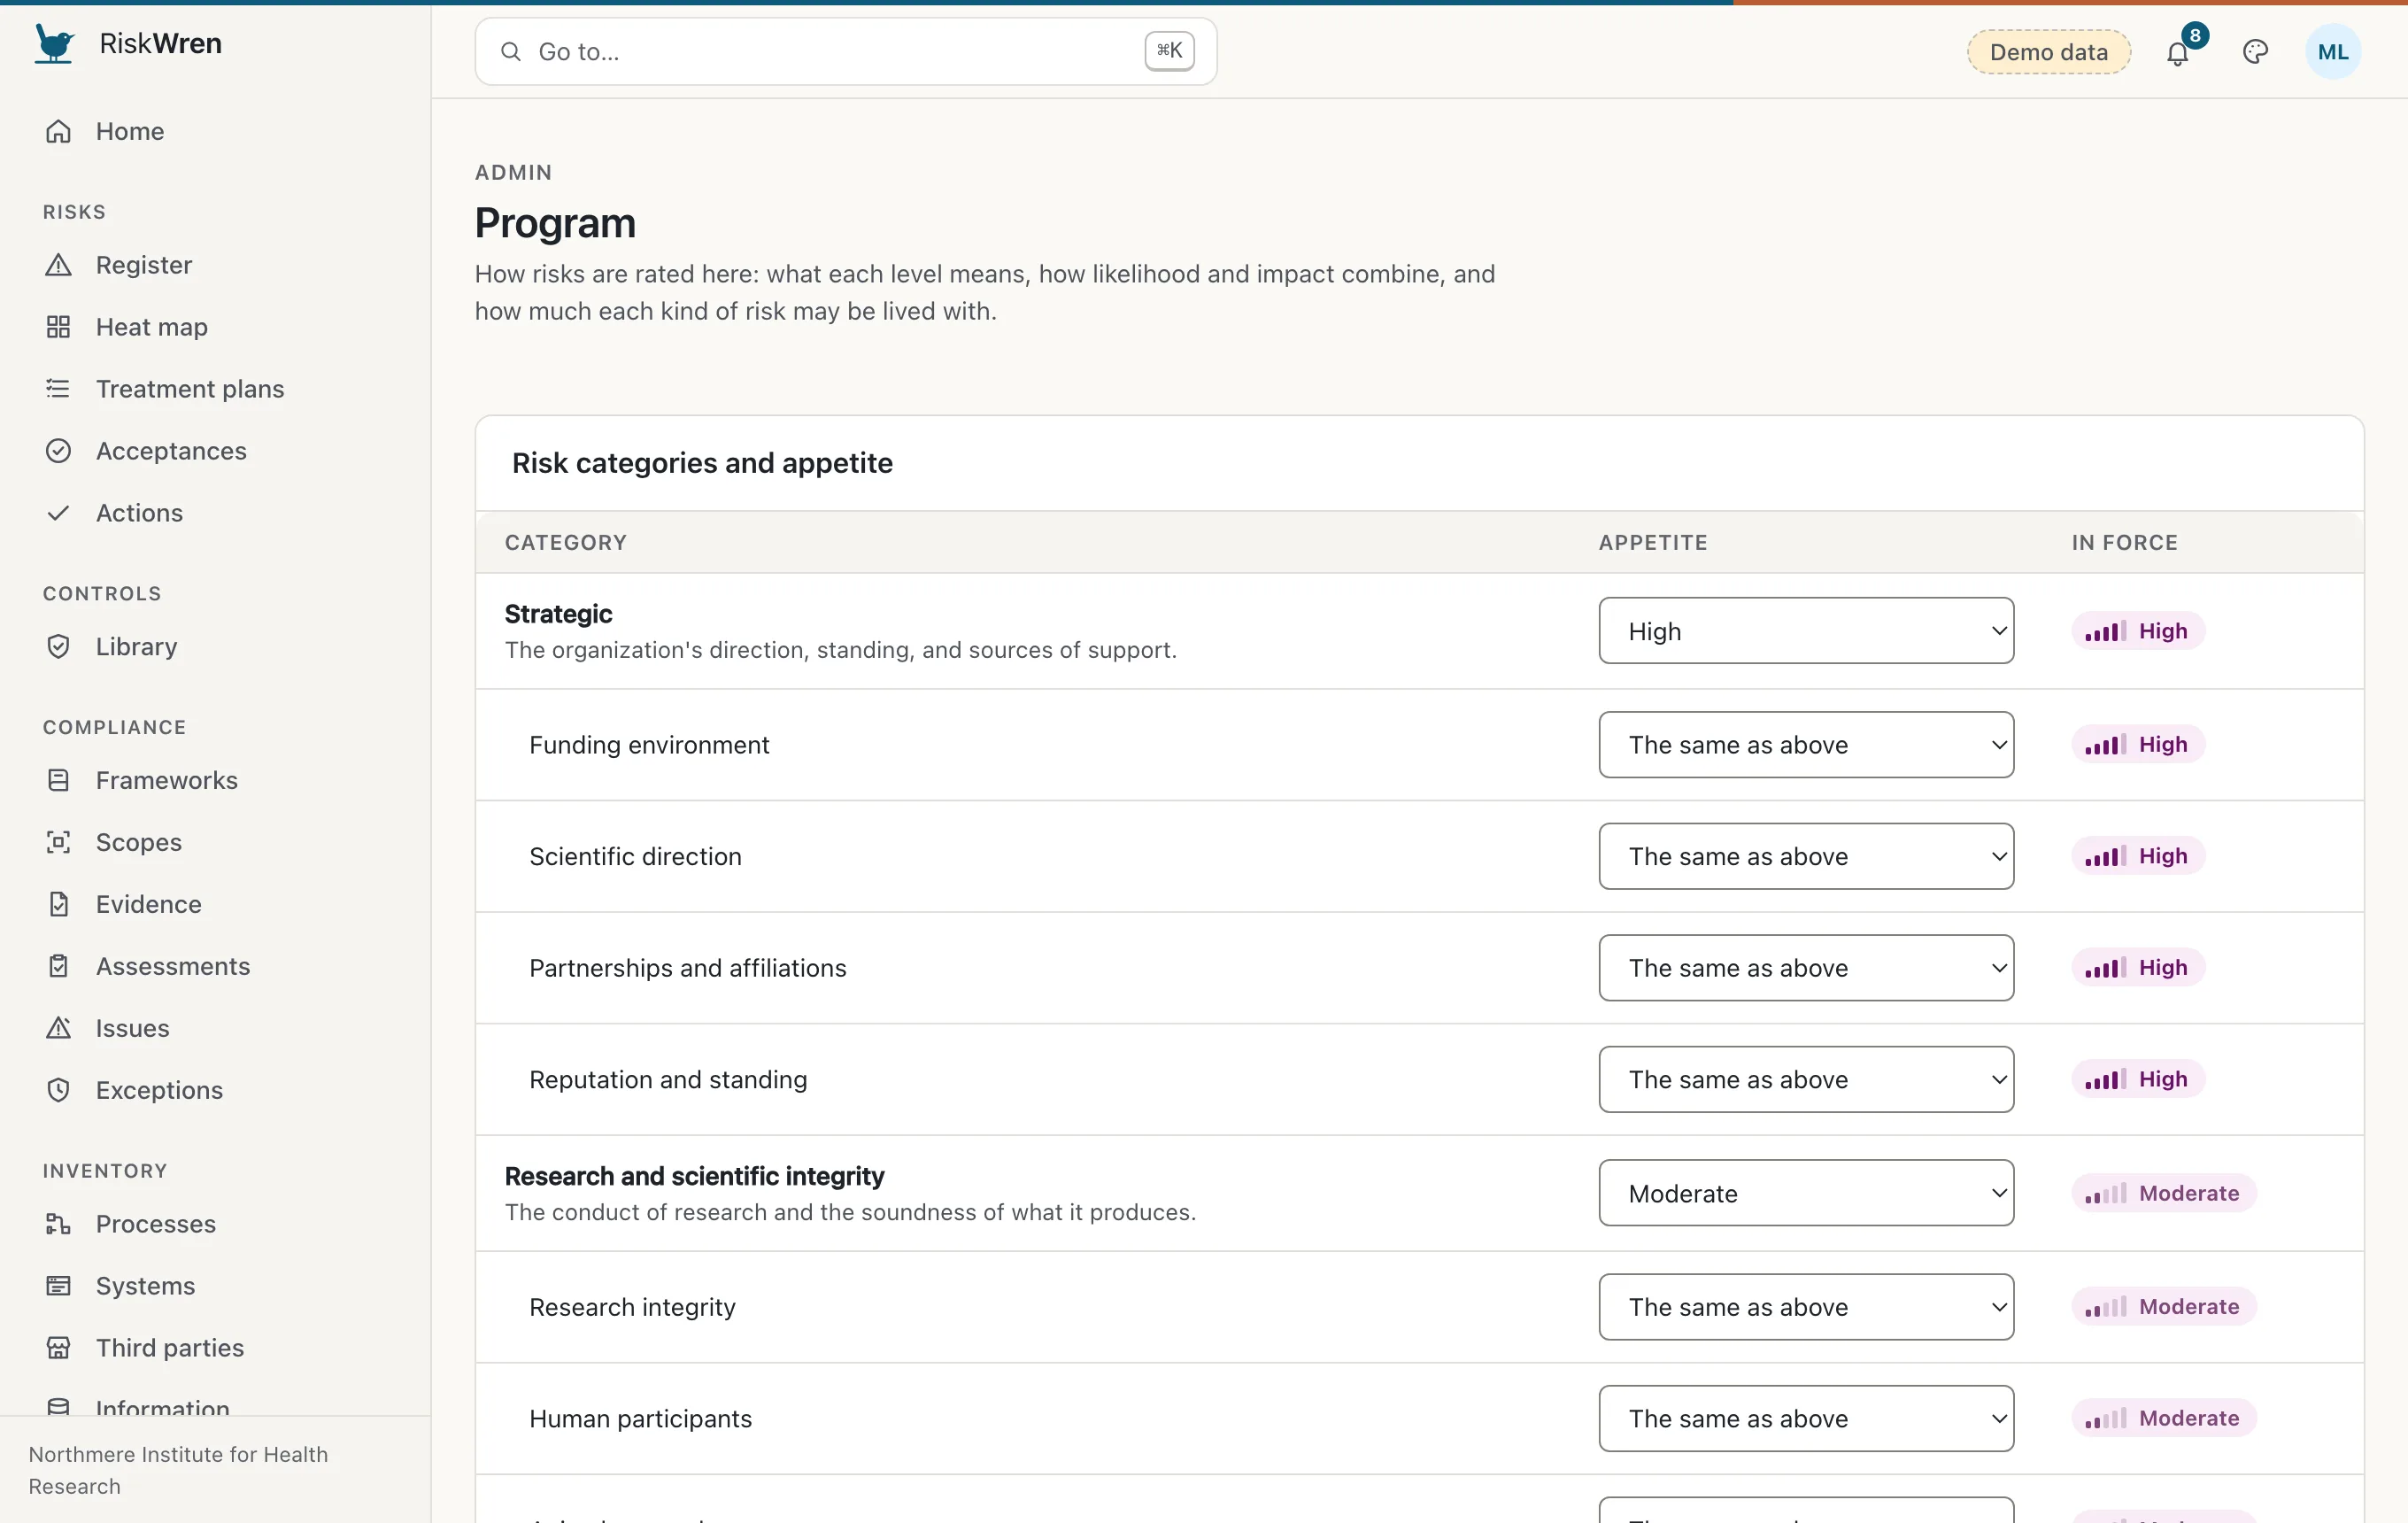 RiskWren
Go to...
⌘K
Demo data
8
ML
Home
RISKS
Register
Heat map
Treatment plans
Acceptances
Actions
CONTROLS
Library
COMPLIANCE
Frameworks
Scopes
Evidence
Assessments
Issues
Exceptions
INVENTORY
Processes
Systems
Third parties
Information
Northmere Institute for Health
Research
ADMIN
Program
How risks are rated here: what each level means, how likelihood and impact combine, and
how much each kind of risk may be lived with.
Risk categories and appetite
CATEGORY APPETITE IN FORCE
Strategic
The organization's direction, standing, and sources of support.
High High
Funding environment The same as above High
Scientific direction The same as above High
Partnerships and affiliations The same as above High
Reputation and standing The same as above High
Research and scientific integrity
The conduct of research and the soundness of what it produces.
Moderate Moderate
Research integrity The same as above Moderate
Human participants The same as above Moderate